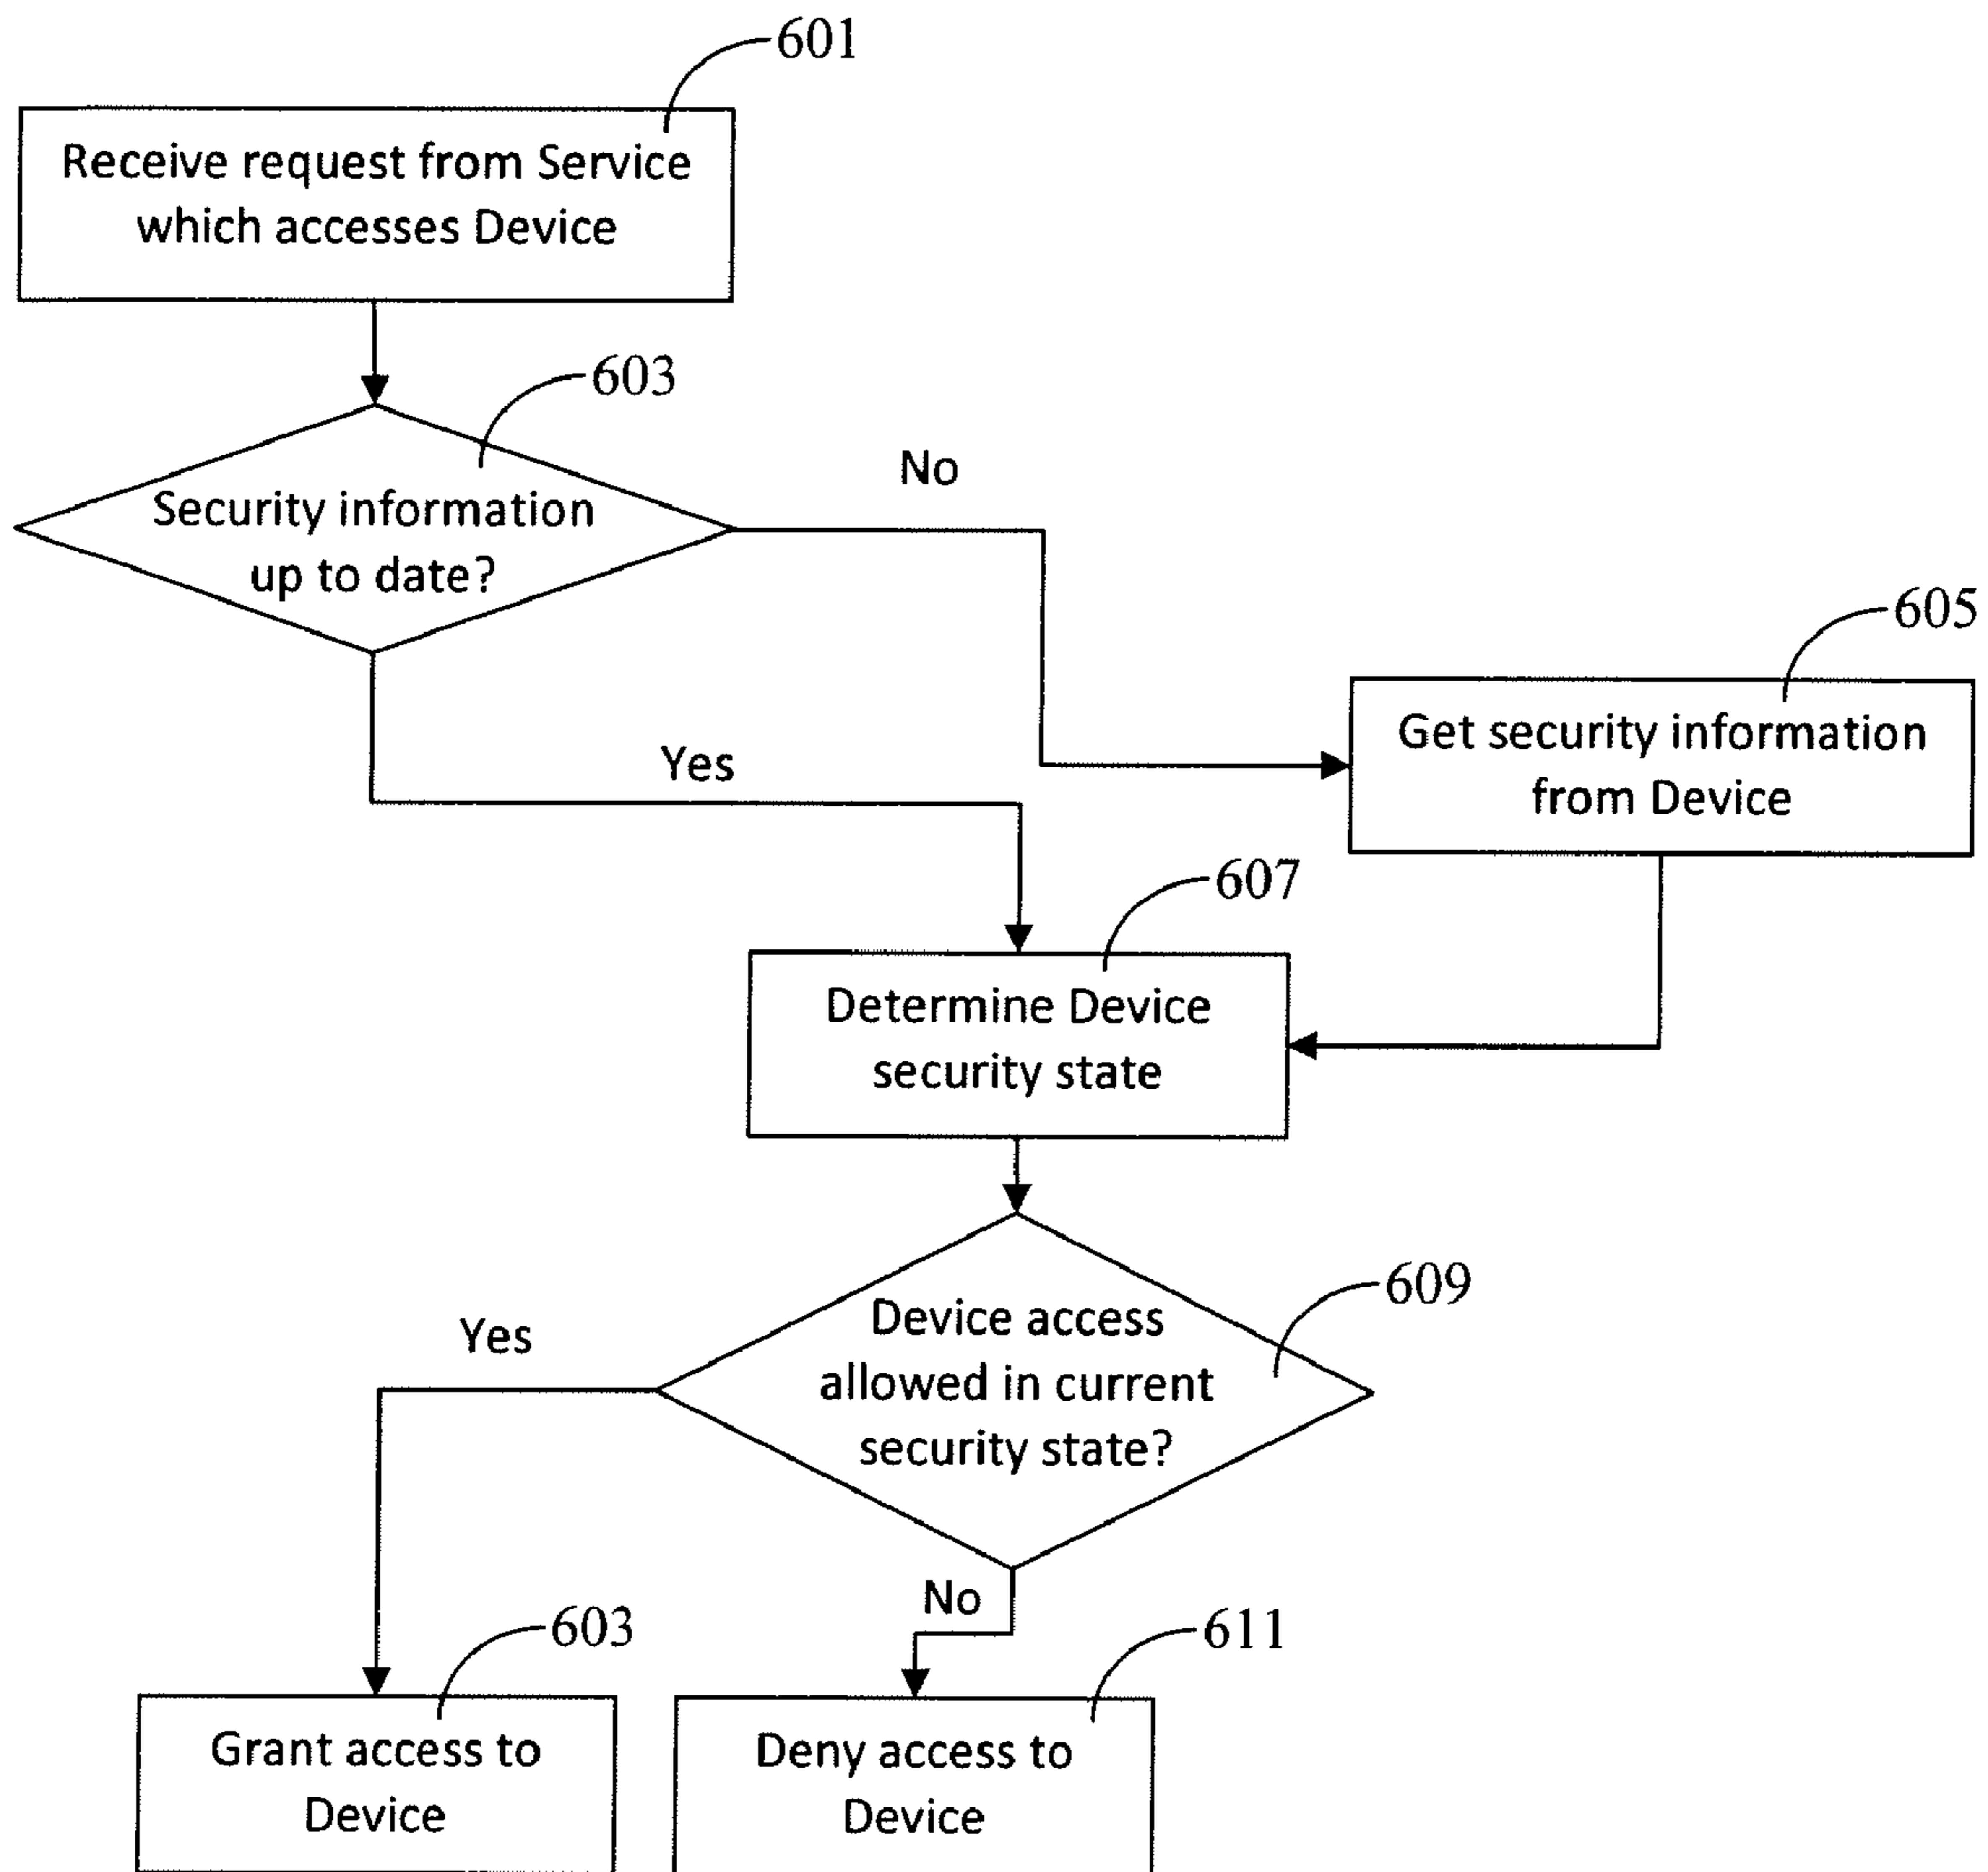 601
Receive request from Service
which accesses Device
603
Security information
up to date?
No
605
Get security information
from Device
Yes
607
Determine Device
security state
609
Device access
allowed in current
security state?
Yes
No
603
Grant access to
Device
611
Deny access to
Device